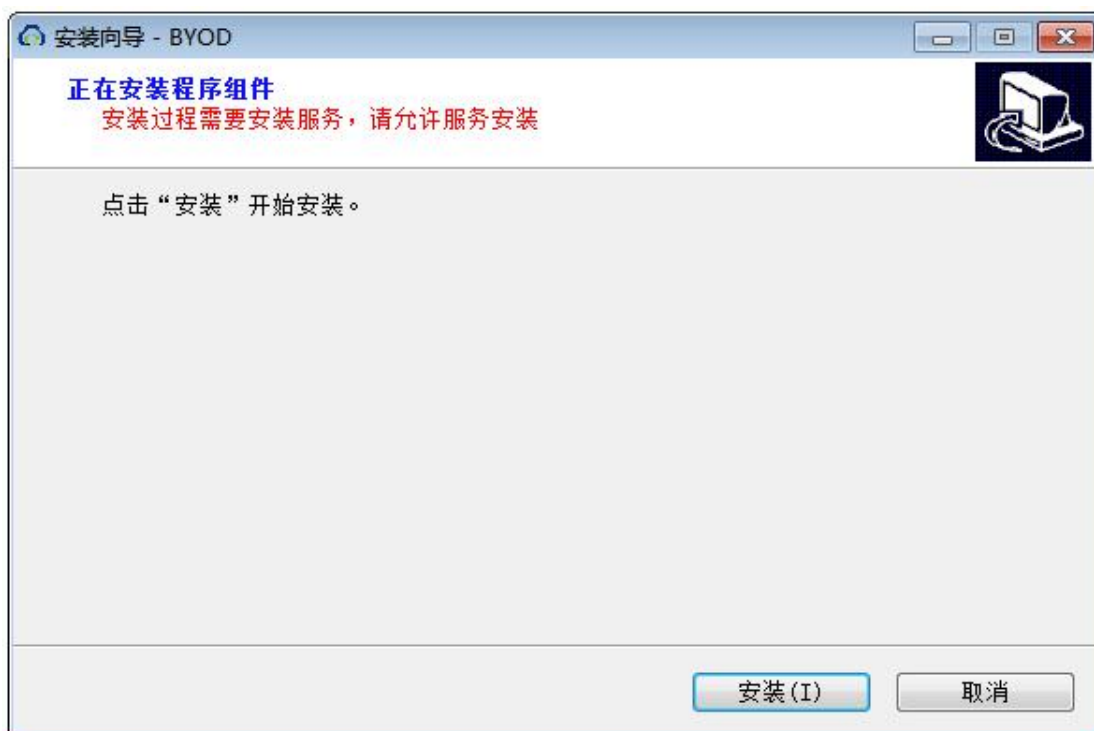 安装向导 - BYOD
正在安装程序组件
安装过程需要安装服务，请允许服务安装
点击“安装”开始安装。
安装(I)
取消